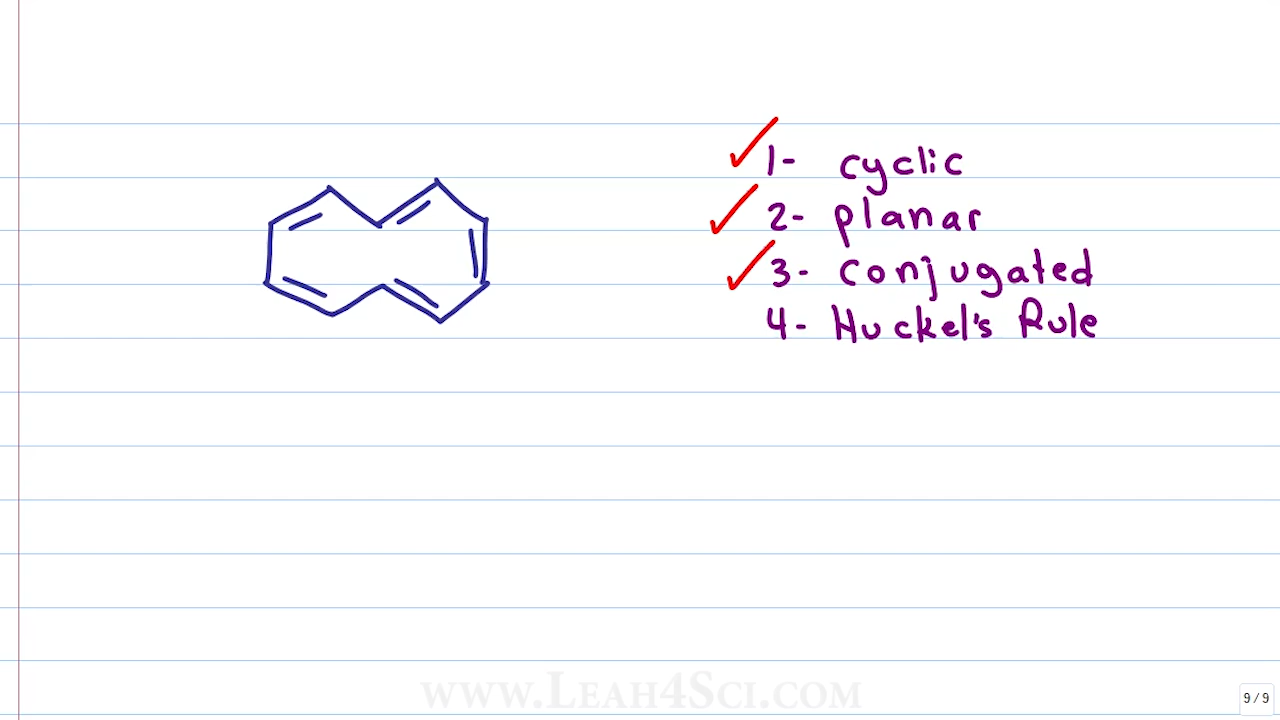 1- cyclic
2- planar
3- conjugated
4- Huckel's Rule
www.Leah4Sci.com
9 / 9